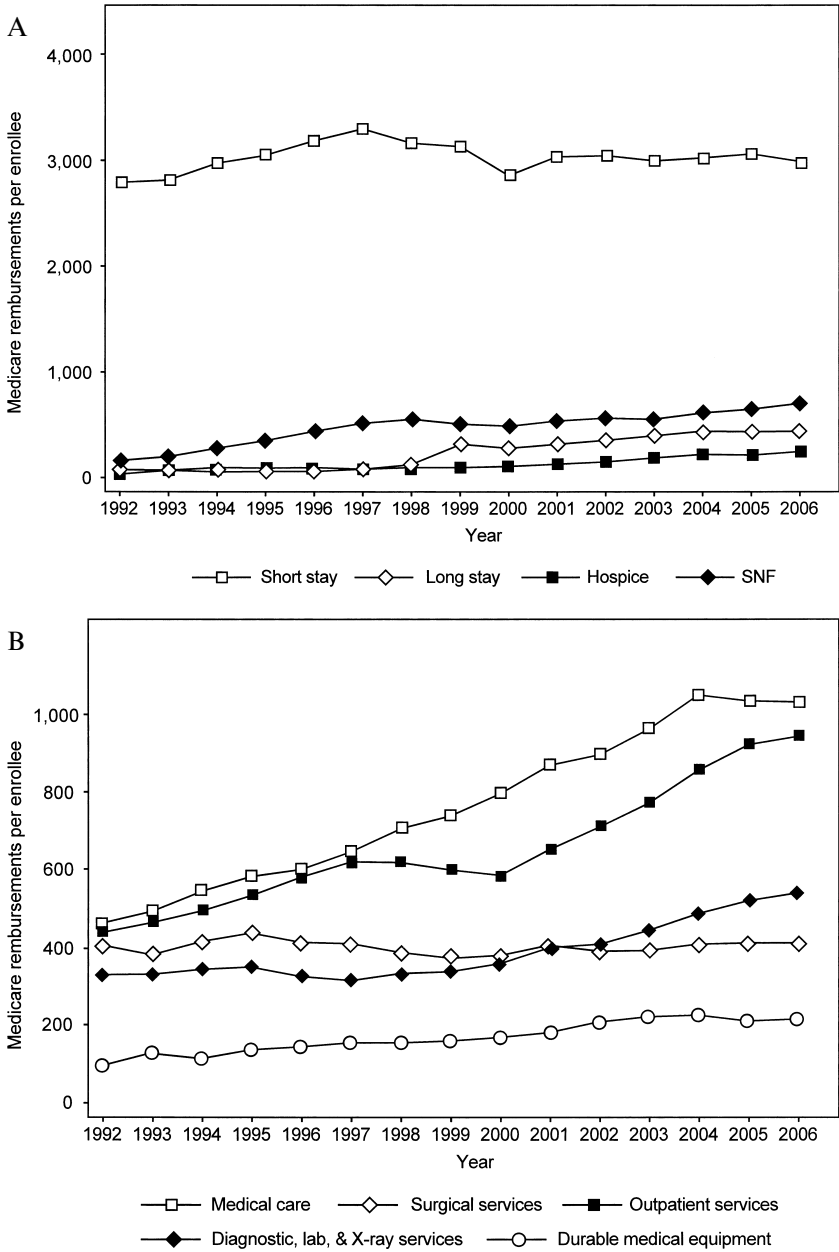 A
Medicare rembursements per enrollee
4,000
3,000
2,000
1,000
0
1992 1993 1994 1995 1996 1997 1998 1999 2000 2001 2002 2003 2004 2005 2006
Year
Short stay Long stay Hospice SNF
B
Medicare rembursements per enrollee
1,000
800
600
400
200
0
1992 1993 1994 1995 1996 1997 1998 1999 2000 2001 2002 2003 2004 2005 2006
Year
Medical care Surgical services Outpatient services
Diagnostic, lab, & X-ray services Durable medical equipment